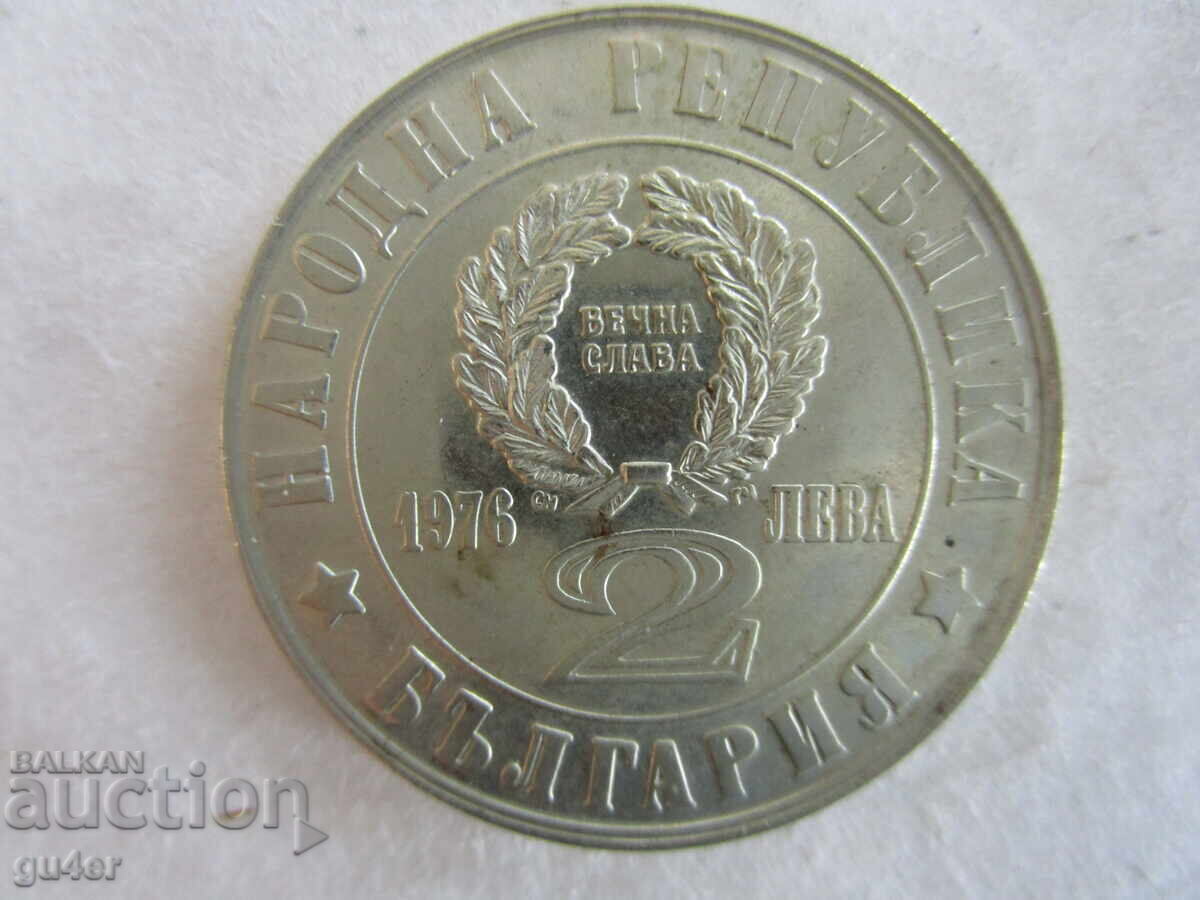 НАРОДНА РЕПУБЛИКА
ВЕЧНА
СЛАВА
1976 ЛЕВА
2
★ БЪЛГАРИЯ ★
BALKAN
auction
gu4er